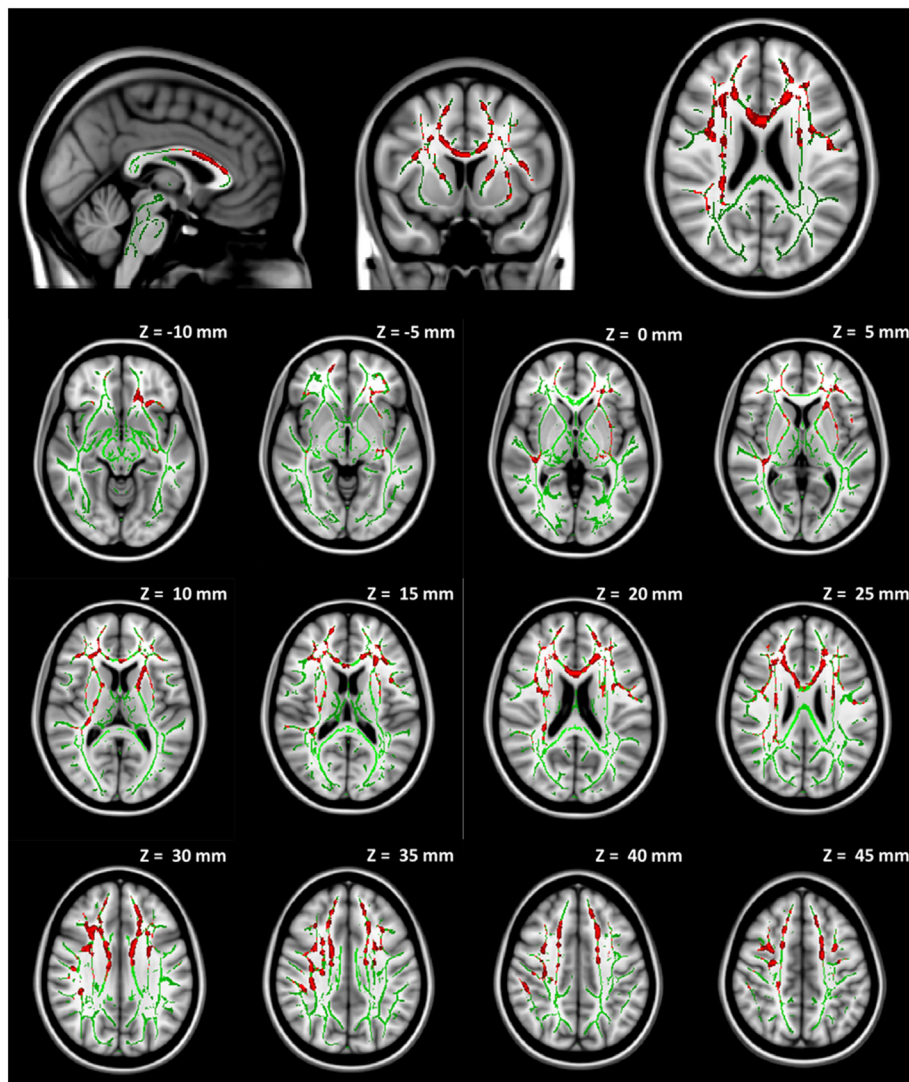 Z = -10 mm
Z = -5 mm
Z = 0 mm
Z = 5 mm
Z = 10 mm
Z = 15 mm
Z = 20 mm
Z = 25 mm
Z = 30 mm
Z = 35 mm
Z = 40 mm
Z = 45 mm